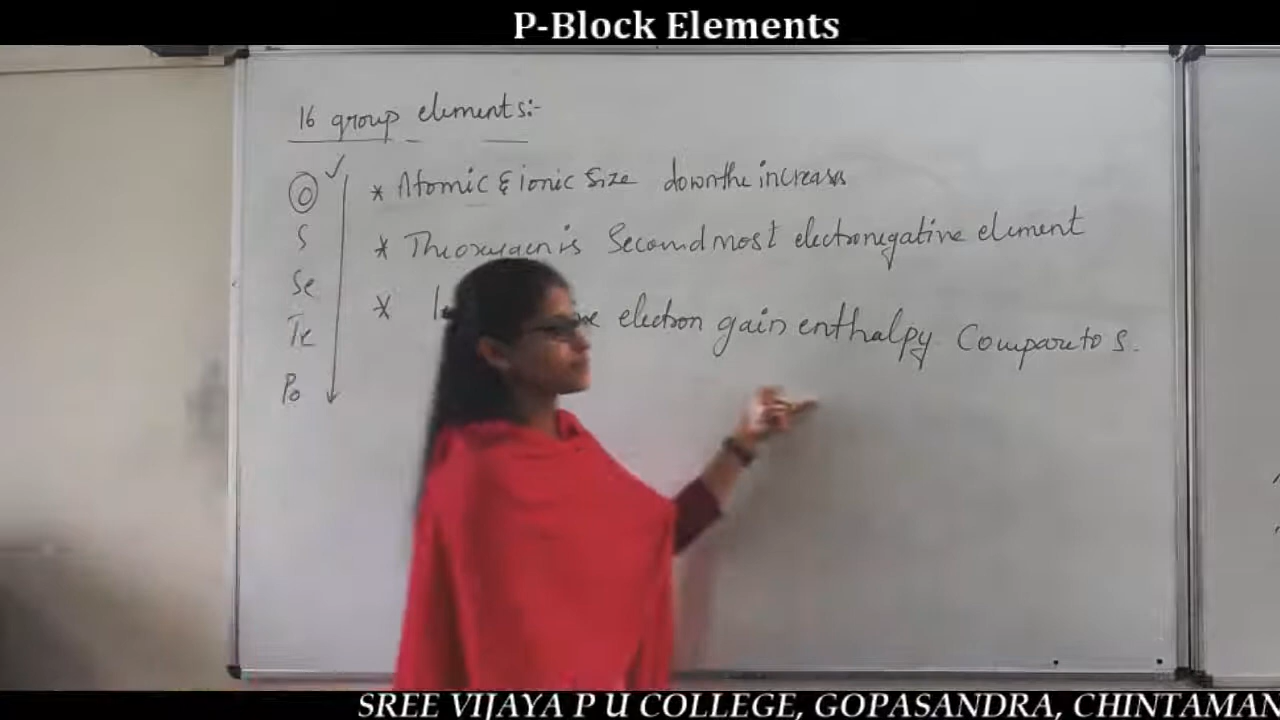 P-Block Elements
16 group elements:-
O ✓
S
Se
Te
Po
* Atomic & ionic Size down the increases
* The oxygen is Second most electronegative element
* electron gain enthalpy. Compare to S.
SREE VIJAYA P U COLLEGE, GOPASANDRA, CHINTAMAN